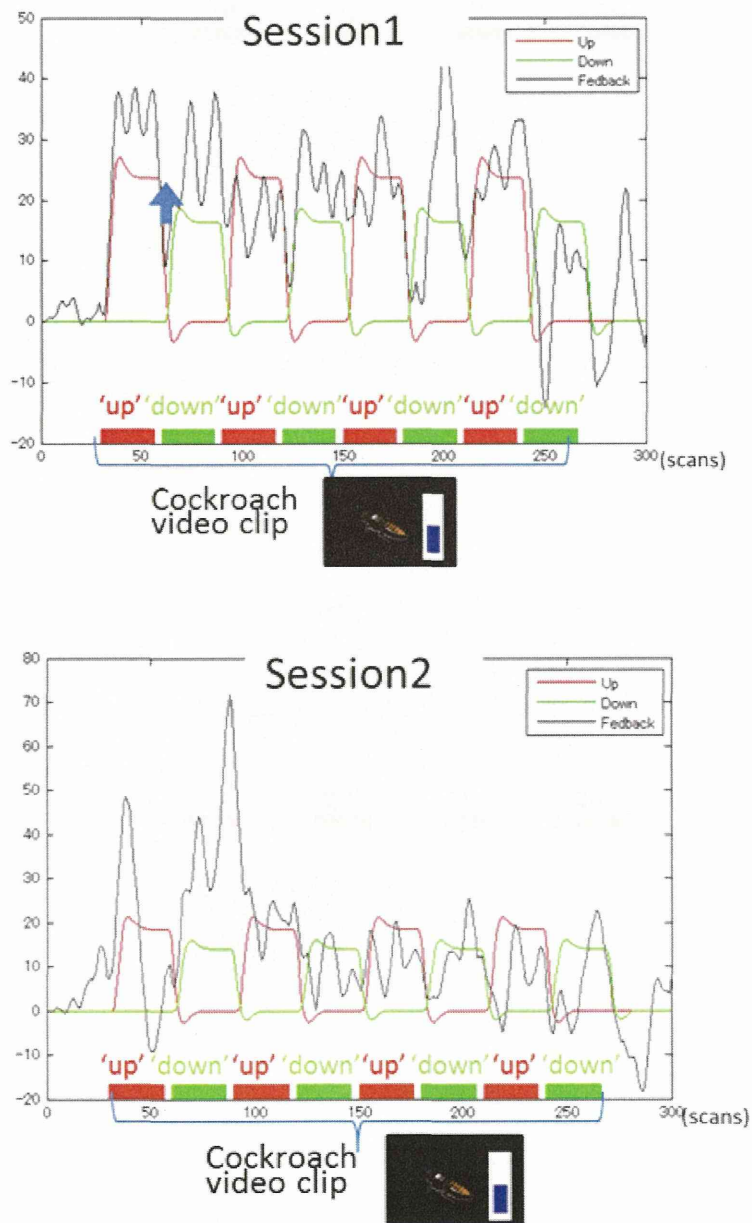 Session1
Up
Down
Fedback
50
40
30
20
10
0
-10
-20
'up' 'down' 'up' 'down' 'up' 'down' 'up' 'down'
0 50 100 150 200 250 300 (scans)
Cockroach
video clip
Session2
Up
Down
Fedback
80
70
60
50
40
30
20
10
0
-10
-20
'up' 'down' 'up' 'down' 'up' 'down' 'up' 'down'
0 50 100 150 200 250 300 (scans)
Cockroach
video clip